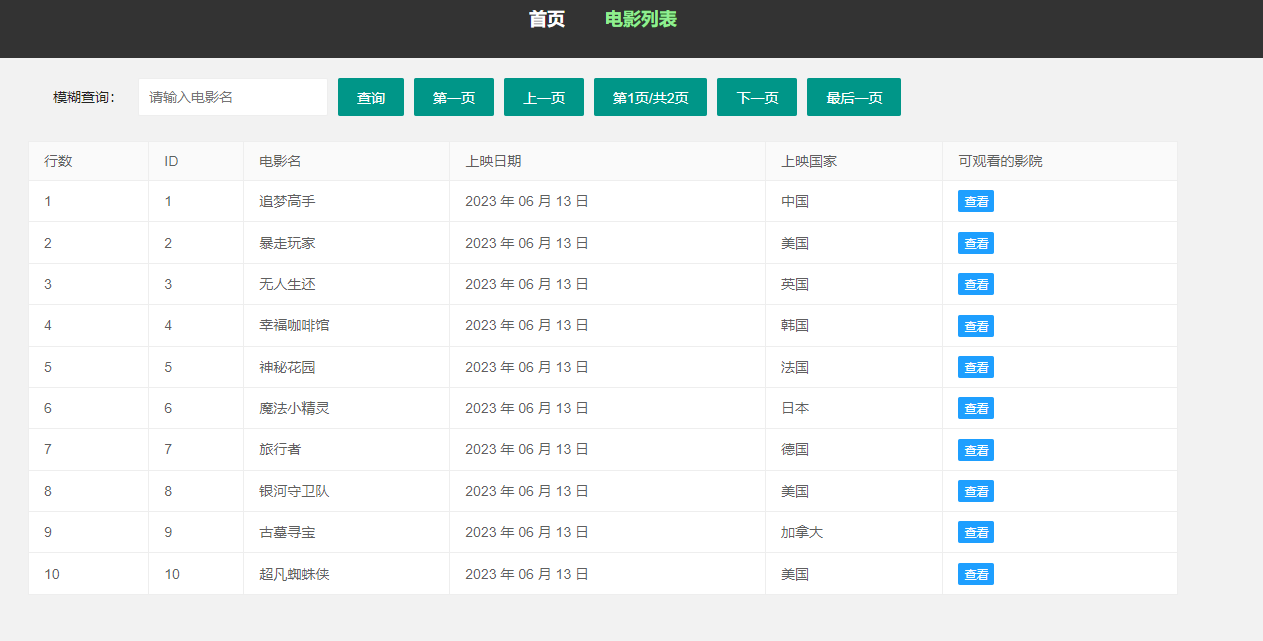 首页 电影列表
模糊查询： 请输入电影名 查询 第一页 上一页 第1页/共2页 下一页 最后一页
行数 ID 电影名 上映日期 上映国家 可观看的影院
1 1 追梦高手 2023 年 06 月 13 日 中国 查看
2 2 暴走玩家 2023 年 06 月 13 日 美国 查看
3 3 无人生还 2023 年 06 月 13 日 英国 查看
4 4 幸福咖啡馆 2023 年 06 月 13 日 韩国 查看
5 5 神秘花园 2023 年 06 月 13 日 法国 查看
6 6 魔法小精灵 2023 年 06 月 13 日 日本 查看
7 7 旅行者 2023 年 06 月 13 日 德国 查看
8 8 银河守卫队 2023 年 06 月 13 日 美国 查看
9 9 古墓寻宝 2023 年 06 月 13 日 加拿大 查看
10 10 超凡蜘蛛侠 2023 年 06 月 13 日 美国 查看